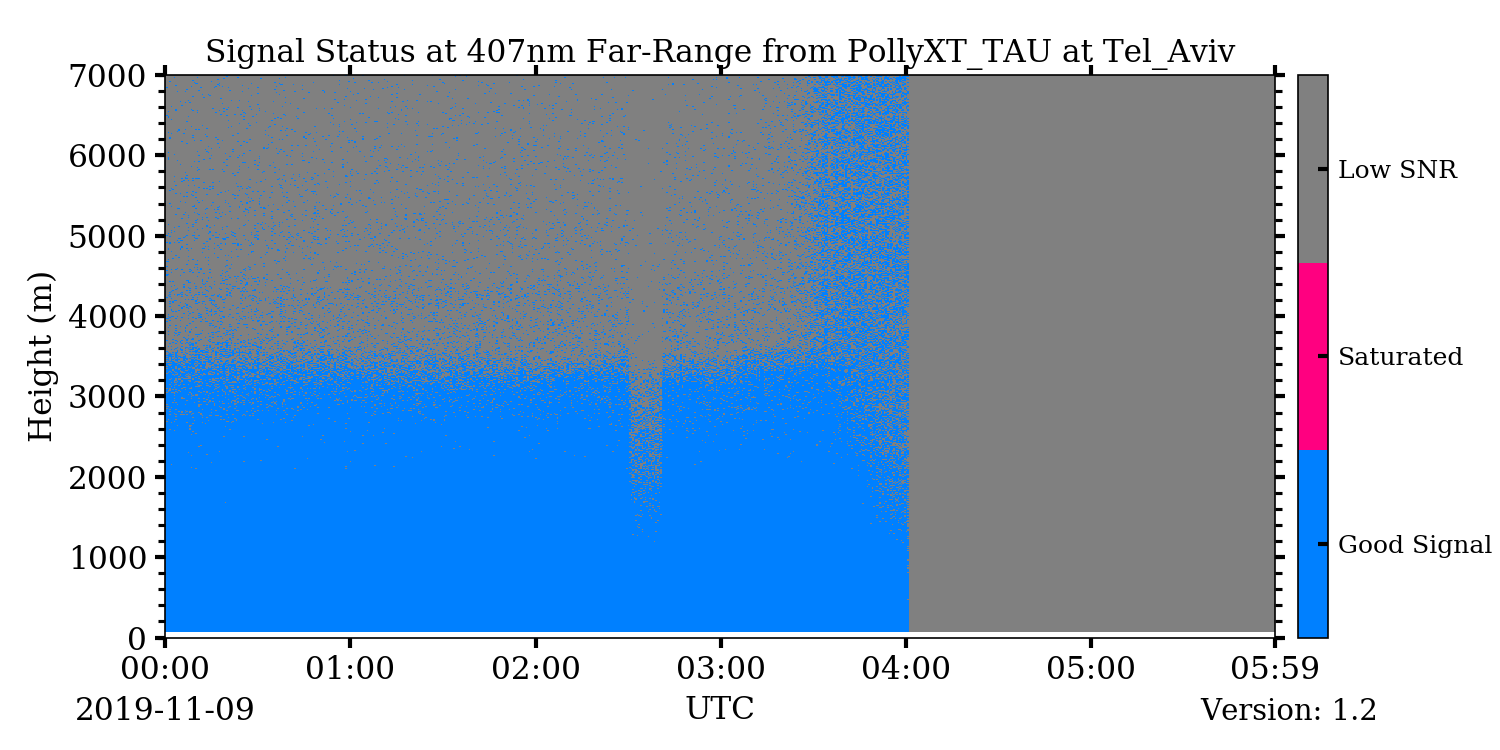 Signal Status at 407nm Far-Range from PollyXT_TAU at Tel_Aviv
7000
6000
5000
4000
3000
2000
1000
0
Height (m)
00:00 01:00 02:00 03:00 04:00 05:00 05:59
2019-11-09 UTC Version: 1.2
Low SNR
Saturated
Good Signal